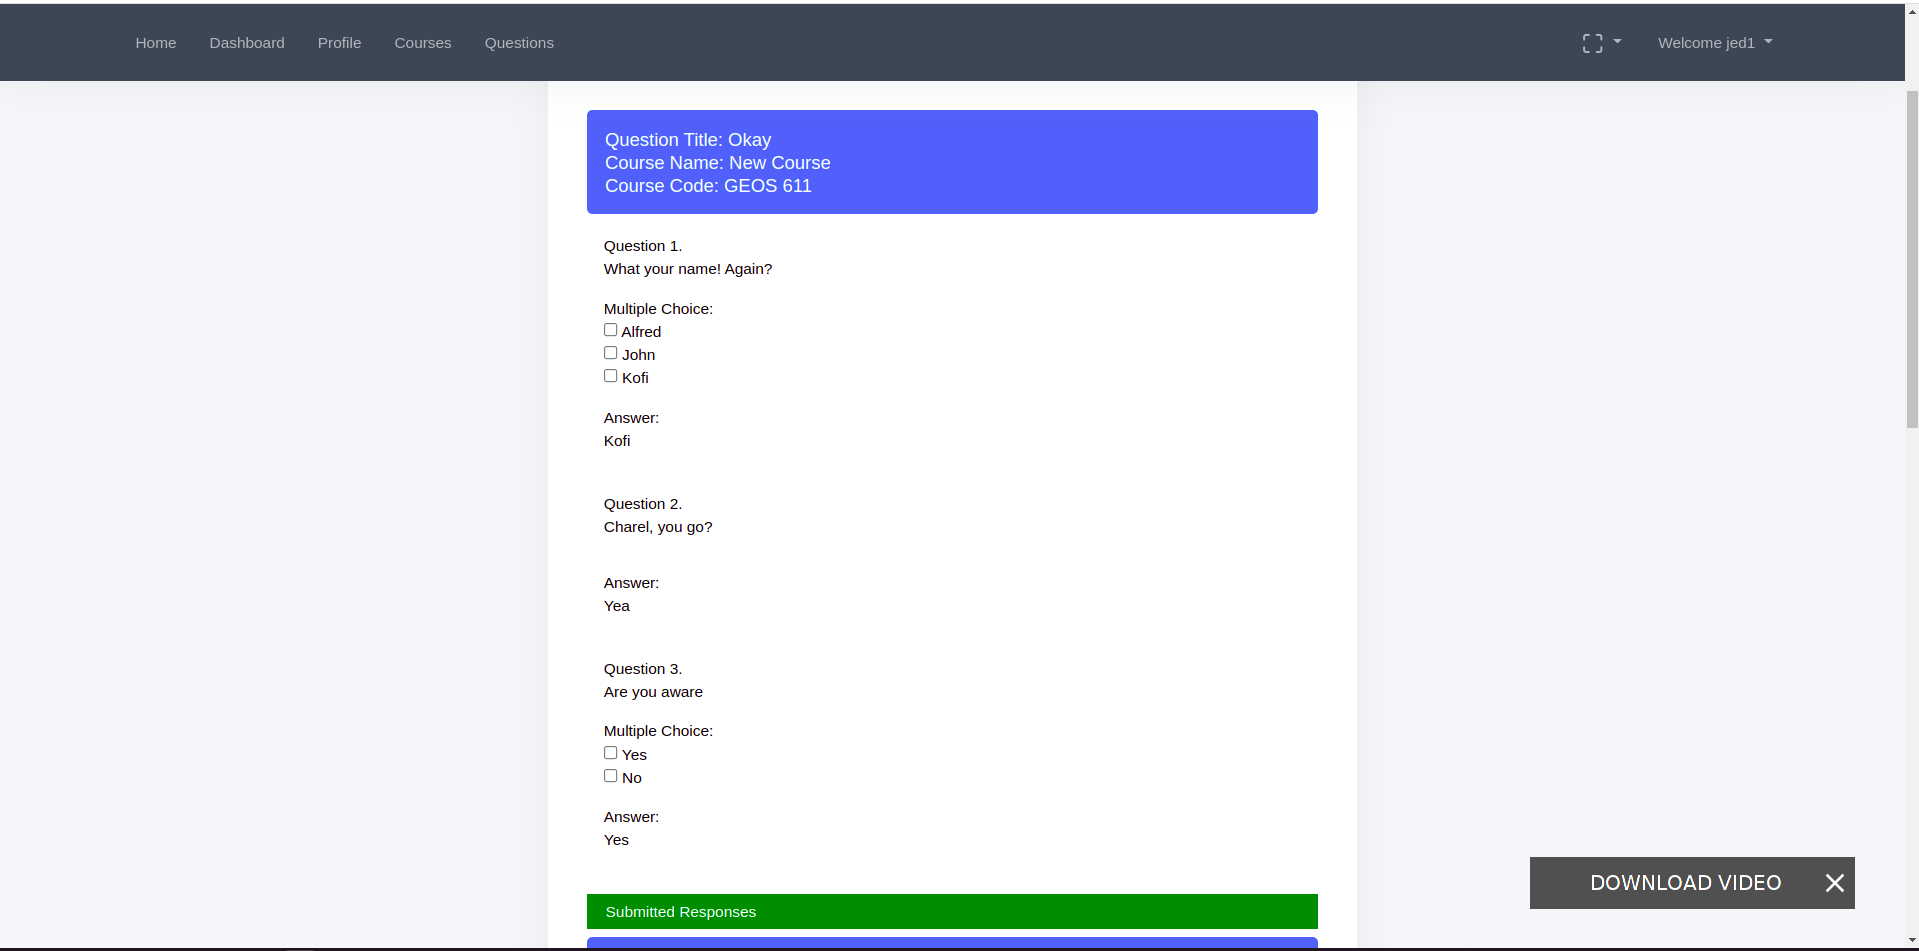 Home Dashboard Profile Courses Questions Welcome jed1
Question Title: Okay
Course Name: New Course
Course Code: GEOS 611
Question 1.
What your name! Again?
Multiple Choice:
Alfred
John
Kofi
Answer:
Kofi
Question 2.
Charel, you go?
Answer:
Yea
Question 3.
Are you aware
Multiple Choice:
Yes
No
Answer:
Yes
DOWNLOAD VIDEO
Submitted Responses